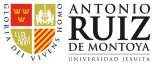 GLORIA DEI VIVENS HOMO
ANTONIO
RUIZ
DE MONTOYA
UNIVERSIDAD JESUITA